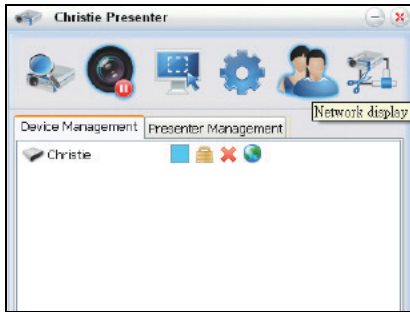 Christie Presenter
Network display
Device Management Presenter Management
Christie